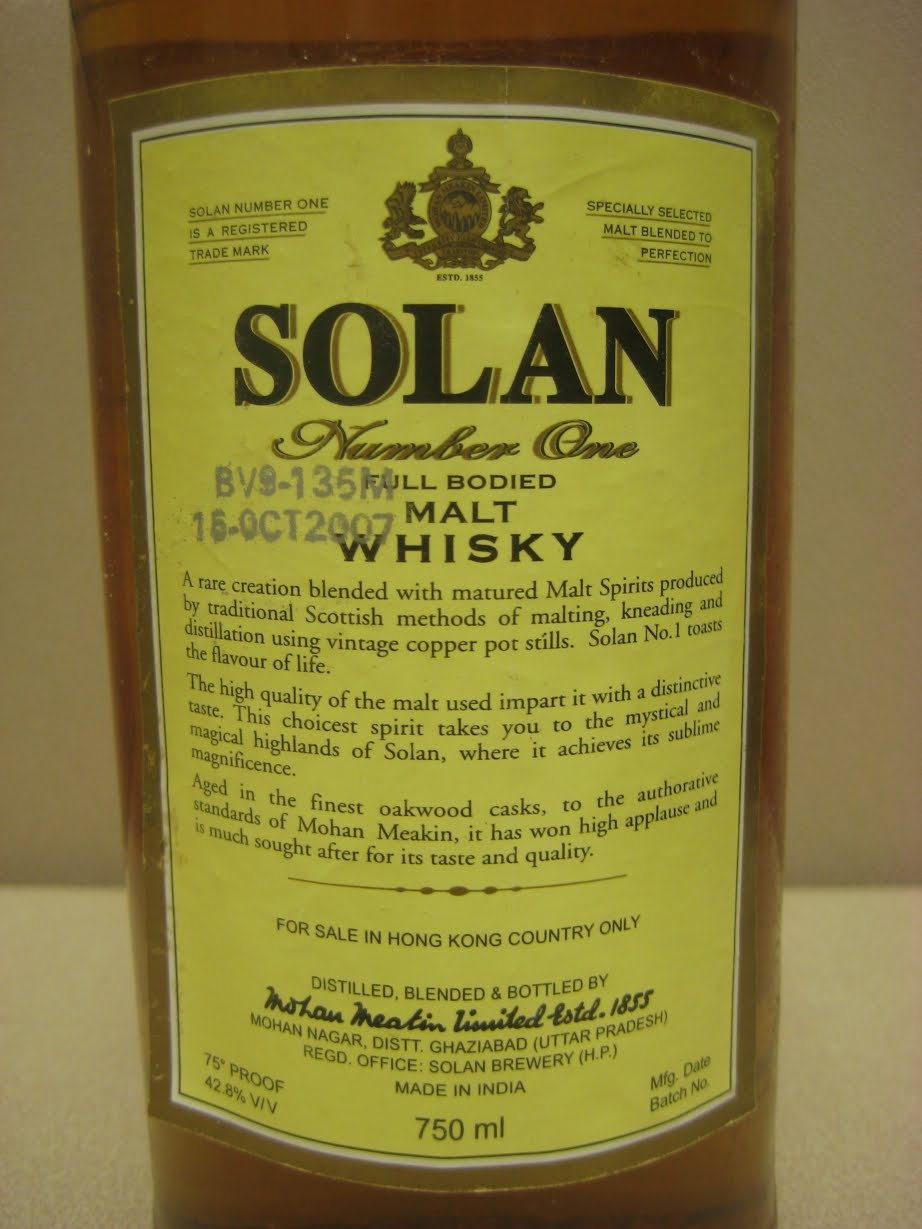 SOLAN NUMBER ONE
IS A REGISTERED
TRADE MARK
SPECIALLY SELECTED
MALT BLENDED TO
PERFECTION
MOHAN MEAKIN LIMITED
ESTD. 1855
SOLAN
Number One
BV9-135M
16-OCT2007
FULL BODIED
MALT
WHISKY
A rare creation blended with matured Malt Spirits produced
by traditional Scottish methods of malting, kneading and
distillation using vintage copper pot stills. Solan No.1 toasts
the flavour of life.
The high quality of the malt used impart it with a distinctive
taste. This choicest spirit takes you to the mystical and
magical highlands of Solan, where it achieves its sublime
magnificence.
Aged in the finest oakwood casks, to the authorative
standards of Mohan Meakin, it has won high applause and
is much sought after for its taste and quality.
FOR SALE IN HONG KONG COUNTRY ONLY
DISTILLED, BLENDED & BOTTLED BY
Mohan Meakin Limited Estd. 1855
MOHAN NAGAR, DISTT. GHAZIABAD (UTTAR PRADESH)
REGD. OFFICE: SOLAN BREWERY (H.P.)
MADE IN INDIA
75° PROOF
42.8% V/V
Mfg. Date
Batch No.
750 ml